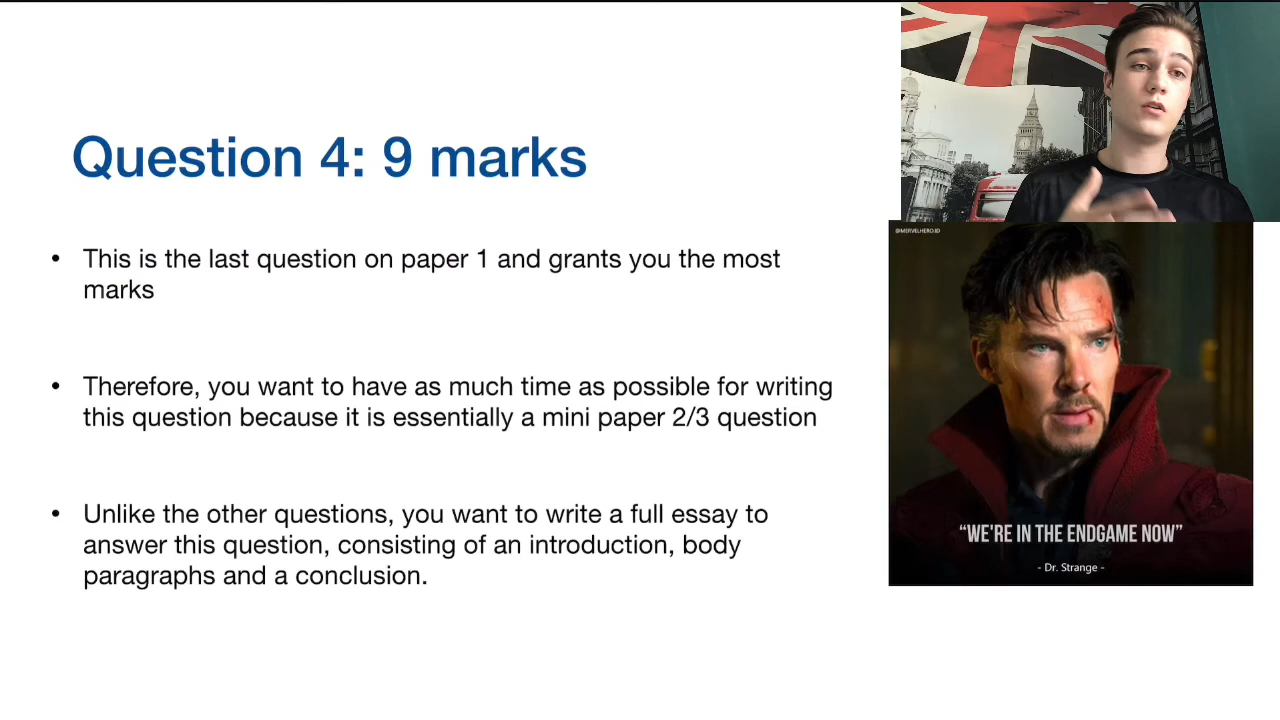 Question 4: 9 marks
• This is the last question on paper 1 and grants you the most
marks
• Therefore, you want to have as much time as possible for writing
this question because it is essentially a mini paper 2/3 question
• Unlike the other questions, you want to write a full essay to
answer this question, consisting of an introduction, body
paragraphs and a conclusion.
@MERVELHERO.ID
“WE'RE IN THE ENDGAME NOW”
- Dr. Strange -